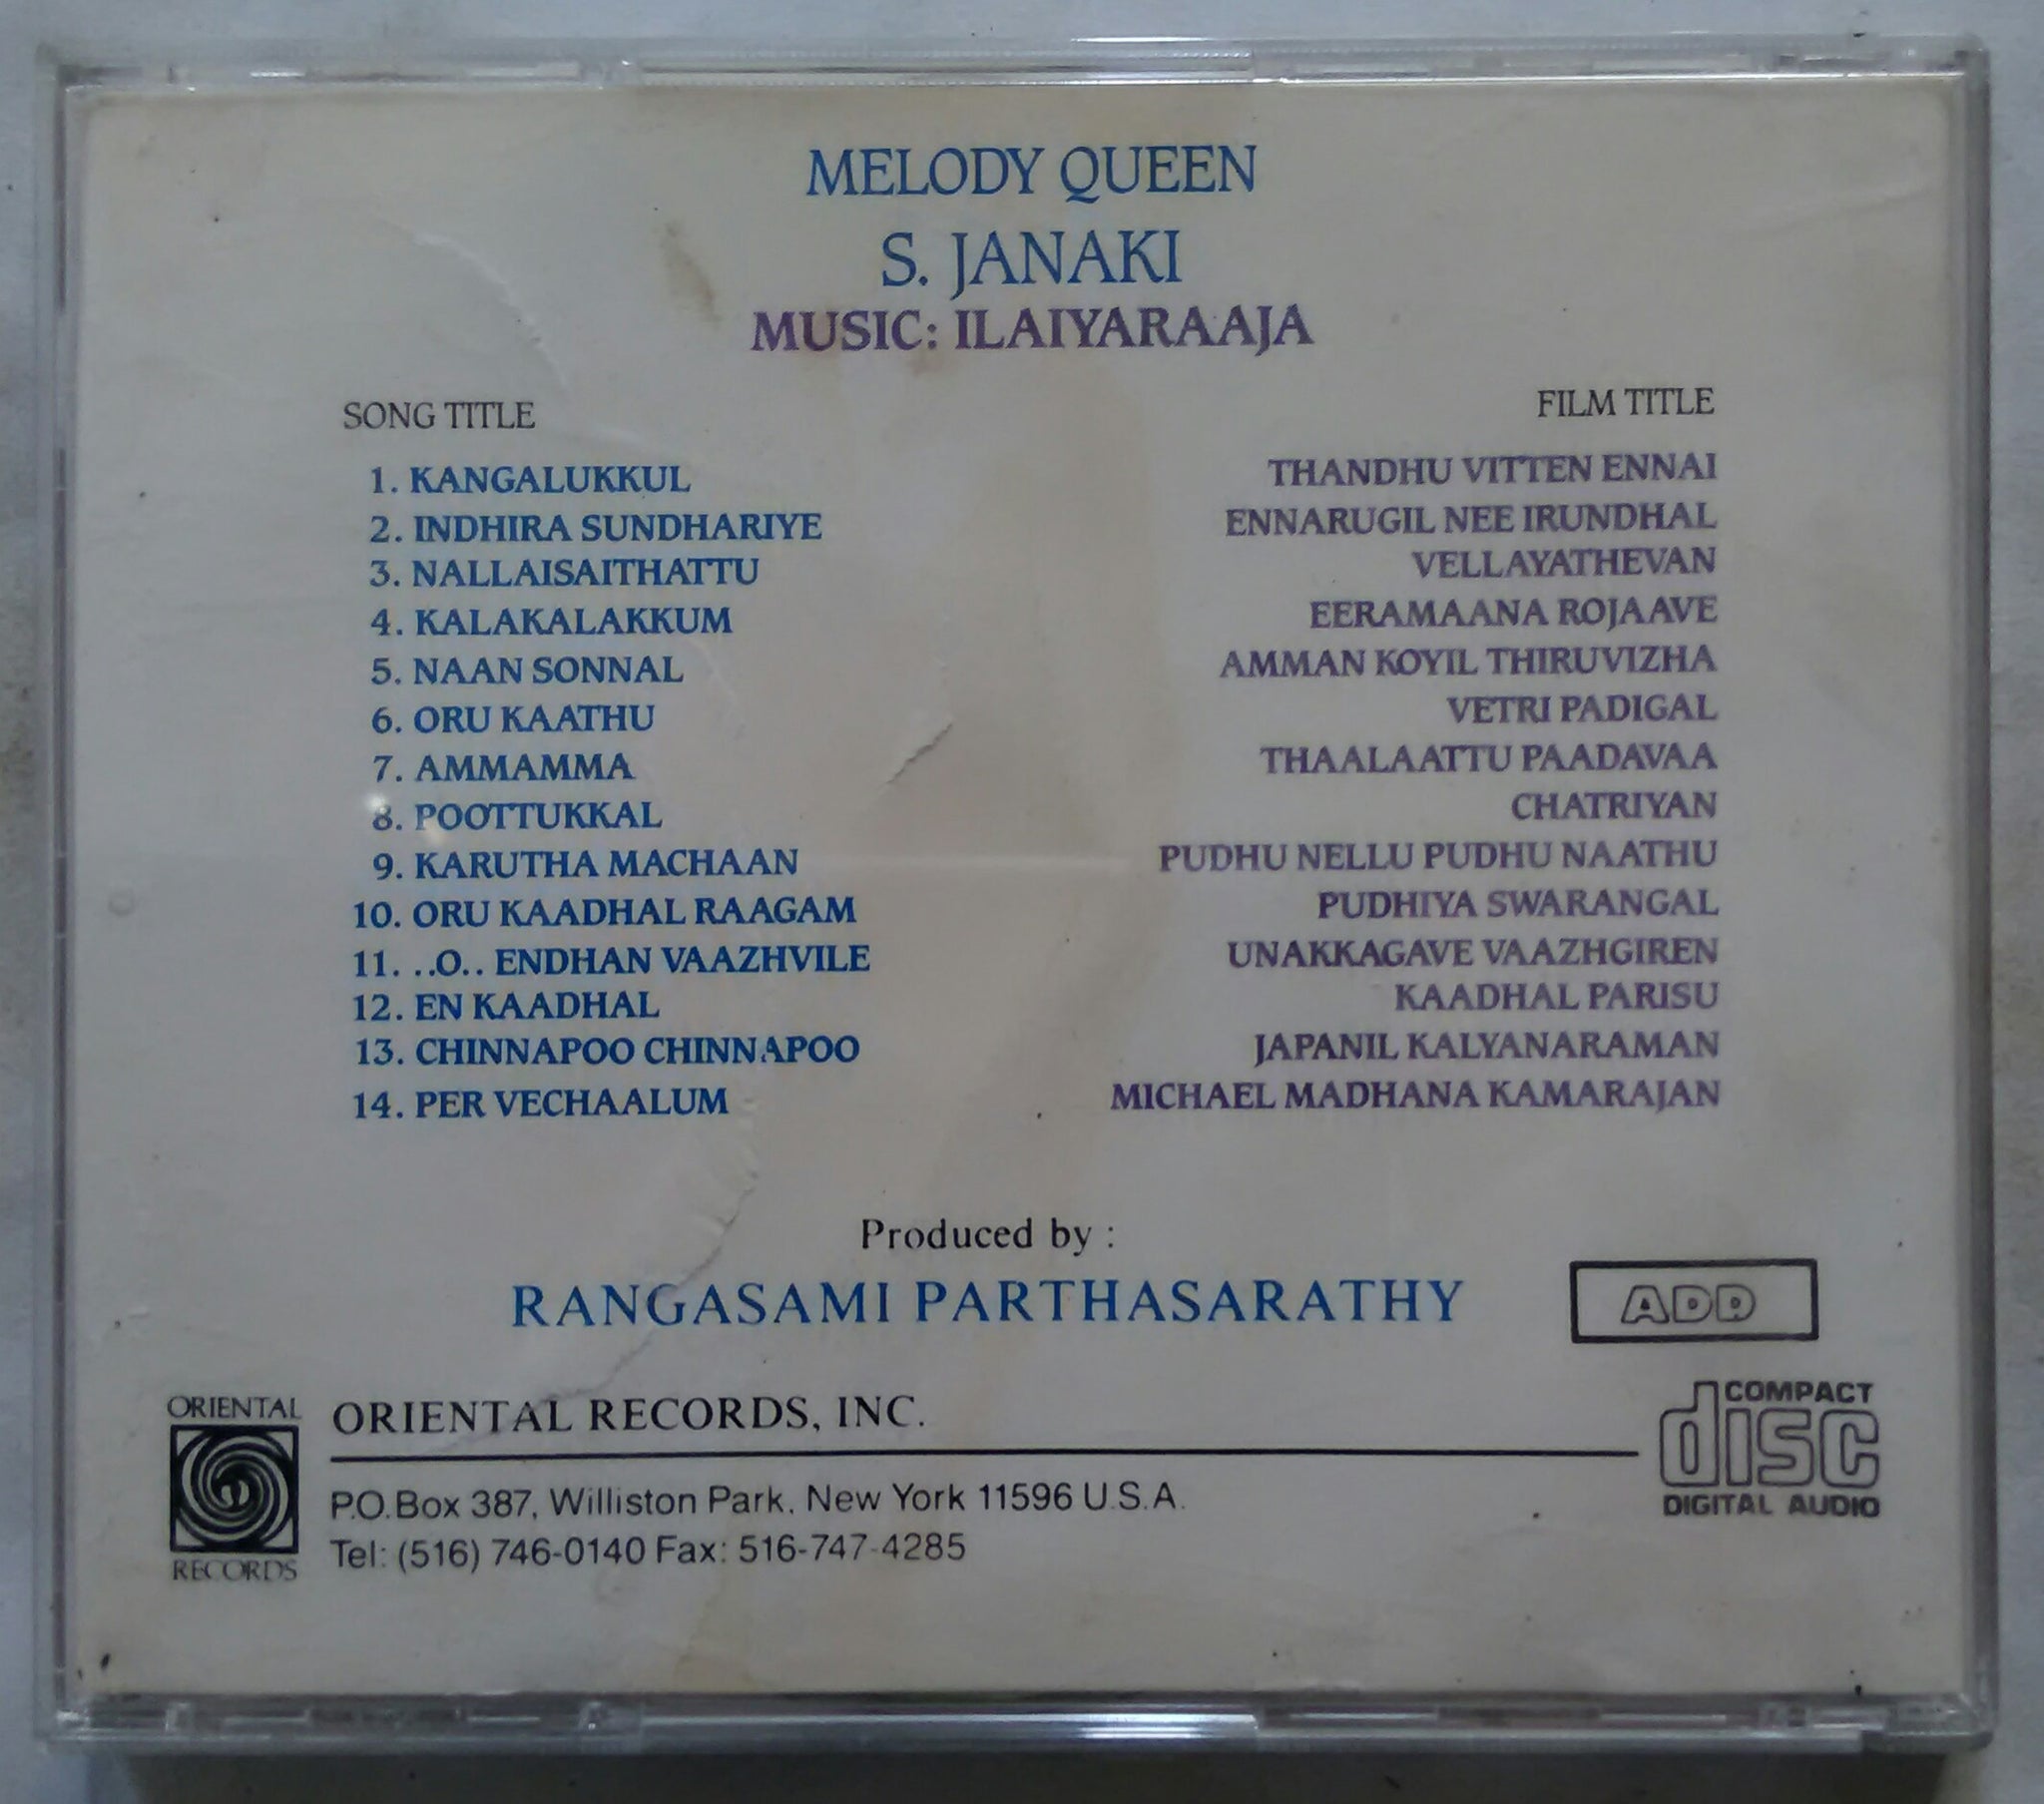 MELODY QUEEN
S. JANAKI
MUSIC: ILAIYARAAJA
SONG TITLE FILM TITLE
1. KANGALUKKUL THANDHU VITTEN ENNAI
2. INDHIRA SUNDHARIYE ENNARUGIL NEE IRUNDHAL
3. NALLAISAITHATTU VELLAYATHEVAN
4. KALAKALAKKUM EERAMAANA ROJAAVE
5. NAAN SONNAL AMMAN KOYIL THIRUVIZHA
6. ORU KAATHU VETRI PADIGAL
7. AMMAMMA THAALAATTU PAADAVAA
8. POOTTUKKAL CHATRIYAN
9. KARUTHA MACHAAN PUDHU NELLU PUDHU NAATHU
10. ORU KAADHAL RAAGAM PUDHIYA SWARANGAL
11. ..O.. ENDHAN VAAZHVILE UNAKKAGAVE VAAZHGIREN
12. EN KAADHAL KAADHAL PARISU
13. CHINNAPOO CHINNAPOO JAPANIL KALYANARAMAN
14. PER VECHAALUM MICHAEL MADHANA KAMARAJAN
Produced by :
RANGASAMI PARTHASARATHY
ADD
ORIENTAL
RECORDS
ORIENTAL RECORDS, INC.
P.O. Box 387, Williston Park, New York 11596 U.S.A.
Tel: (516) 746-0140 Fax: 516-747-4285
COMPACT
disc
DIGITAL AUDIO